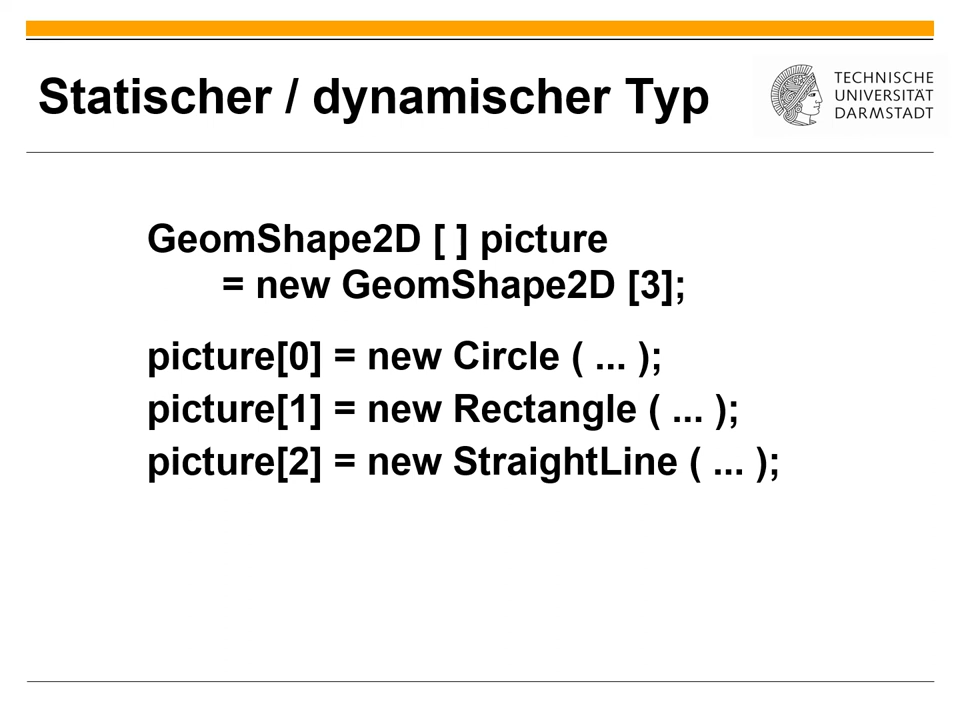 Statischer / dynamischer Typ
TECHNISCHE
UNIVERSITÄT
DARMSTADT
GeomShape2D [ ] picture
= new GeomShape2D [3];
picture[0] = new Circle ( ... );
picture[1] = new Rectangle ( ... );
picture[2] = new StraightLine ( ... );